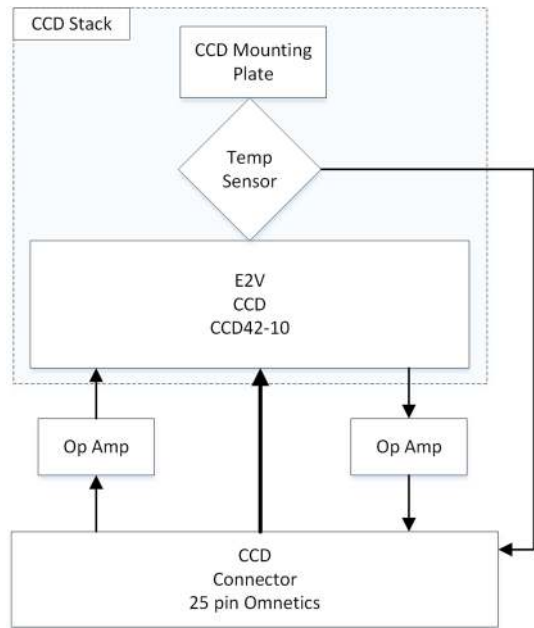 CCD Stack
CCD Mounting
Plate
Temp
Sensor
E2V
CCD
CCD42-10
Op Amp
Op Amp
CCD
Connector
25 pin Omnetics